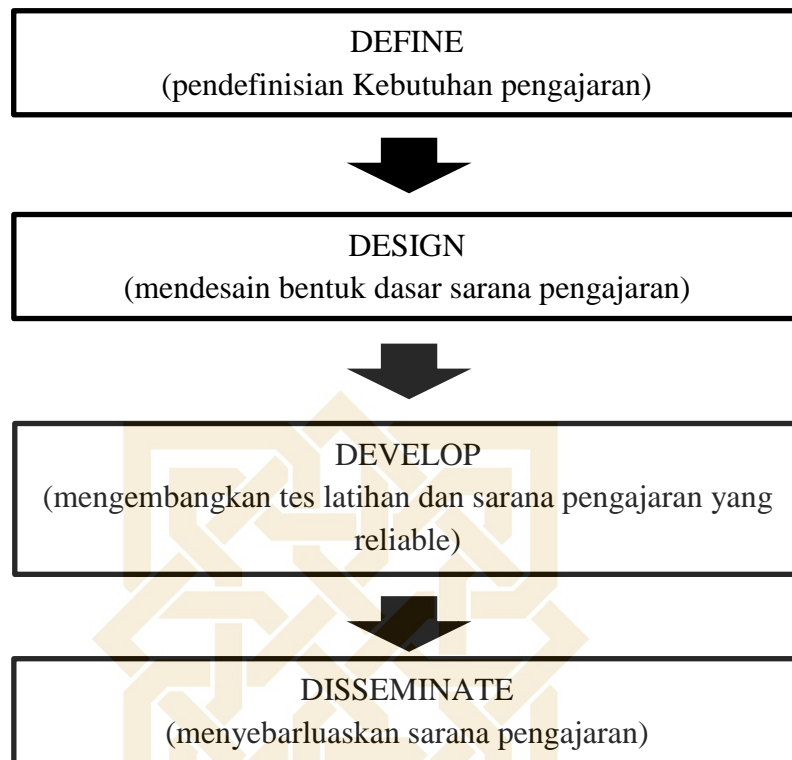 DEFINE
(pendefinisian Kebutuhan pengajaran)
DESIGN
(mendesain bentuk dasar sarana pengajaran)
DEVELOP
(mengembangkan tes latihan dan sarana pengajaran yang
reliable)
DISSEMINATE
(menyebarluaskan sarana pengajaran)